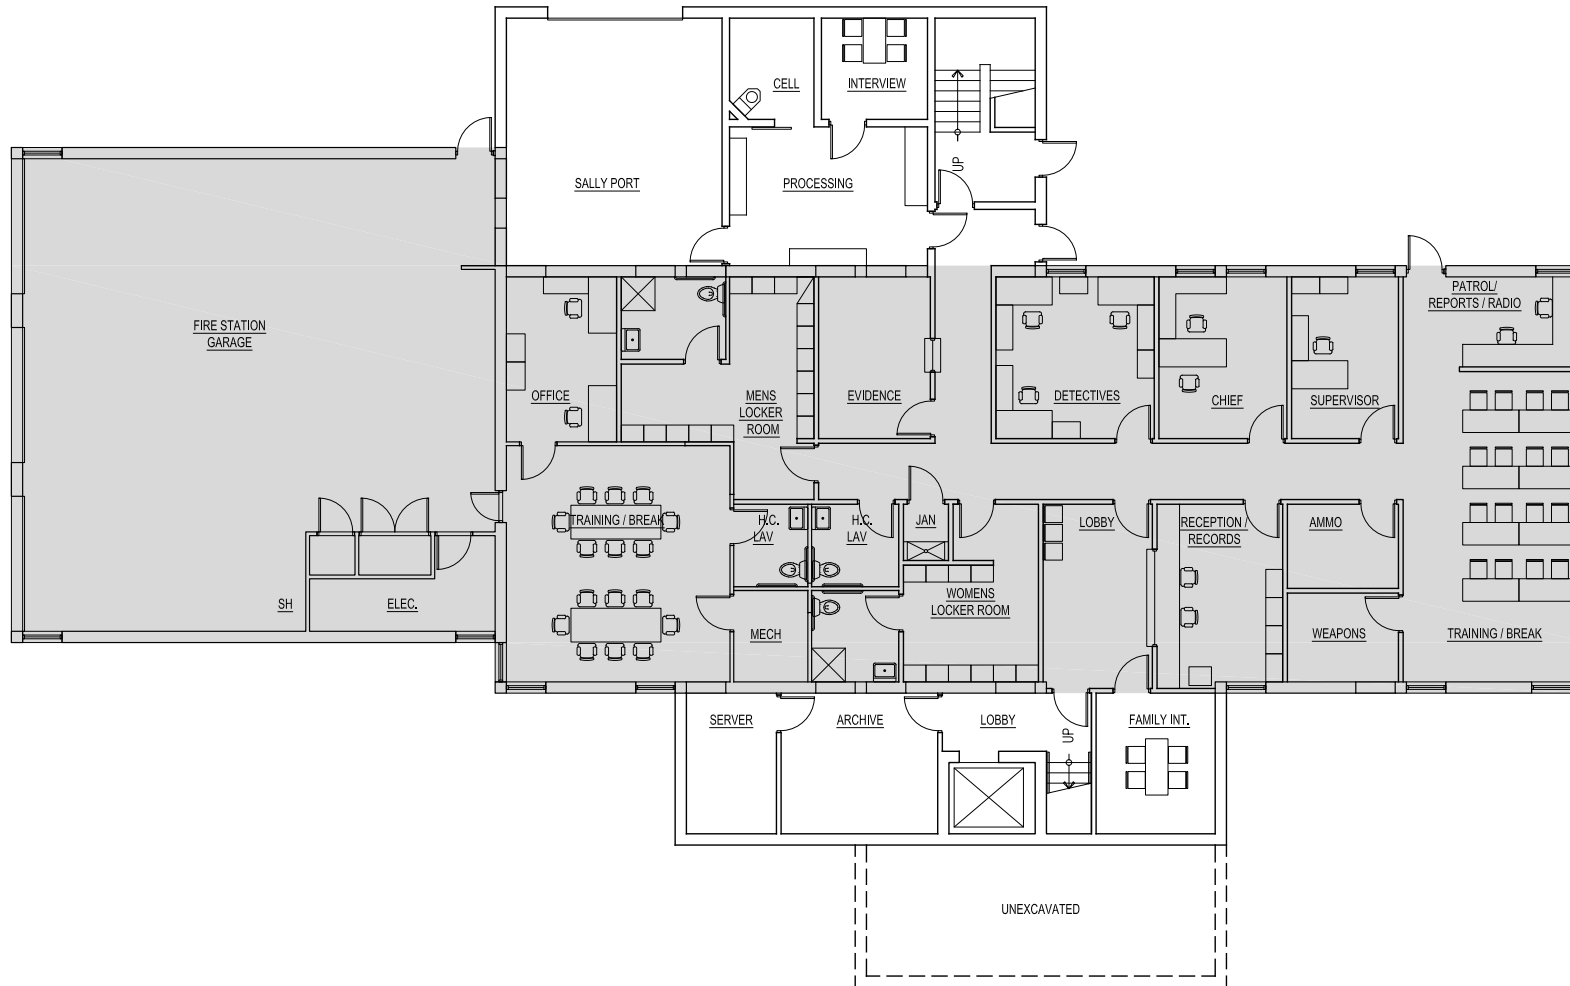 CELL
INTERVIEW
SALLY PORT
PROCESSING
UP
PATROL/
REPORTS / RADIO
FIRE STATION
GARAGE
OFFICE
MENS
LOCKER
ROOM
EVIDENCE
DETECTIVES
CHIEF
SUPERVISOR
TRAINING / BREAK
H.C.
LAV
H.C.
LAV
JAN
LOBBY
RECEPTION /
RECORDS
AMMO
SH
ELEC.
WOMENS
LOCKER ROOM
MECH
WEAPONS
TRAINING / BREAK
SERVER
ARCHIVE
LOBBY
UP
FAMILY INT.
UNEXCAVATED